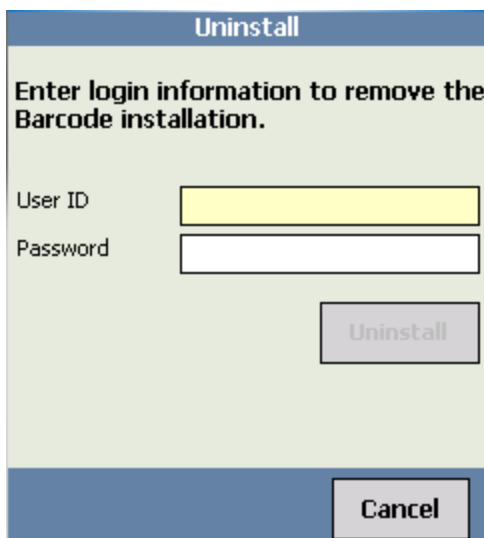 Uninstall
Enter login information to remove the
Barcode installation.
User ID
Password
Uninstall
Cancel